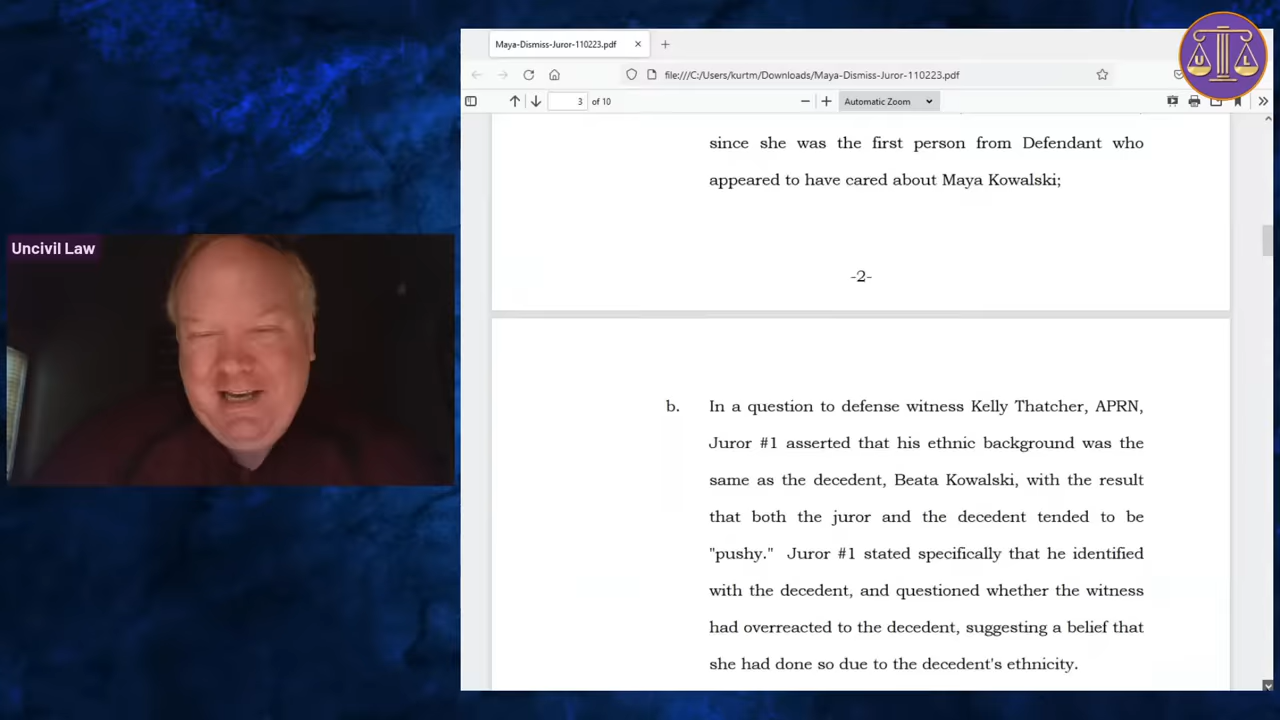 Maya-Dismiss-Juror-110223.pdf
file:///C:/Users/kurtm/Downloads/Maya-Dismiss-Juror-110223.pdf
3 of 10
Automatic Zoom
U L
Uncivil Law
since she was the first person from Defendant who
appeared to have cared about Maya Kowalski;
-2-
b. In a question to defense witness Kelly Thatcher, APRN,
Juror #1 asserted that his ethnic background was the
same as the decedent, Beata Kowalski, with the result
that both the juror and the decedent tended to be
"pushy." Juror #1 stated specifically that he identified
with the decedent, and questioned whether the witness
had overreacted to the decedent, suggesting a belief that
she had done so due to the decedent's ethnicity.